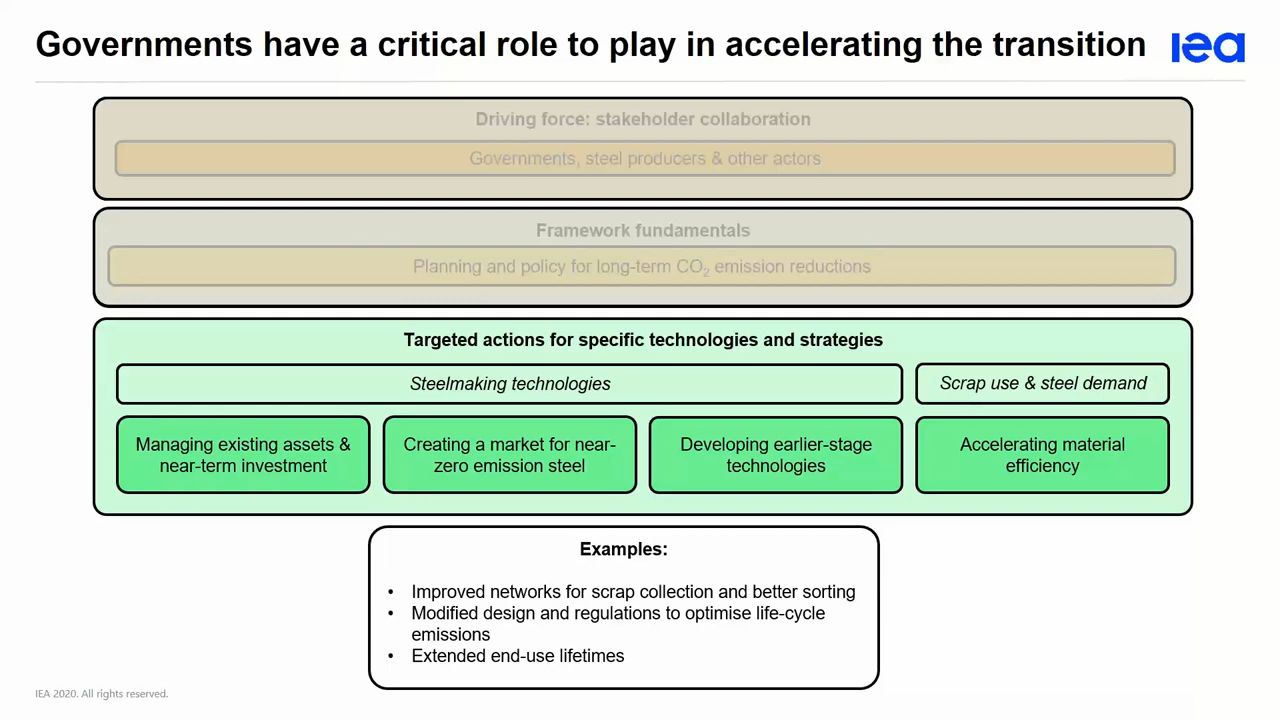 Governments have a critical role to play in accelerating the transition
iea
Driving force: stakeholder collaboration
Governments, steel producers & other actors
Framework fundamentals
Planning and policy for long-term CO₂ emission reductions
Targeted actions for specific technologies and strategies
Steelmaking technologies
Scrap use & steel demand
Managing existing assets &
near-term investment
Creating a market for near-
zero emission steel
Developing earlier-stage
technologies
Accelerating material
efficiency
Examples:
• Improved networks for scrap collection and better sorting
• Modified design and regulations to optimise life-cycle
emissions
• Extended end-use lifetimes
IEA 2020. All rights reserved.